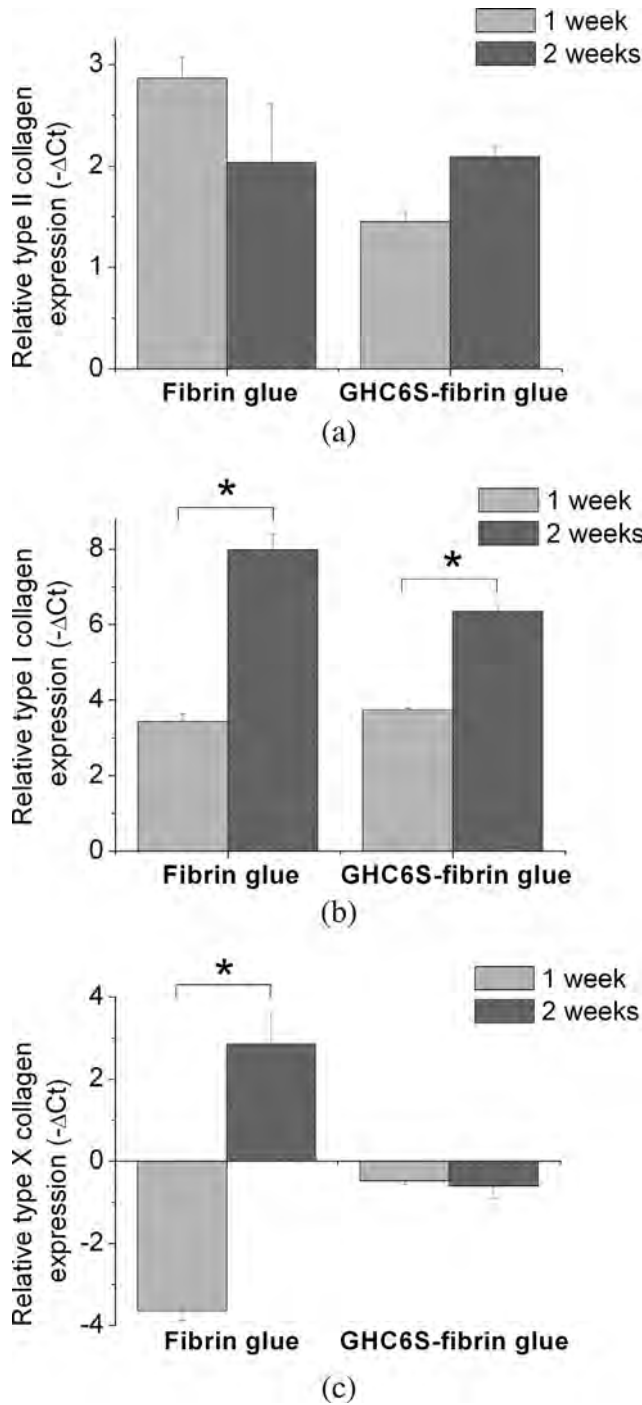 1 week
2 weeks
Relative type II collagen
expression (-ΔCt)
3
2
1
0
Fibrin glue
GHC6S-fibrin glue
(a)
1 week
2 weeks
Relative type I collagen
expression (-ΔCt)
*
*
8
6
4
2
0
Fibrin glue
GHC6S-fibrin glue
(b)
1 week
2 weeks
Relative type X collagen
expression (-ΔCt)
*
4
2
0
-2
-4
Fibrin glue
GHC6S-fibrin glue
(c)